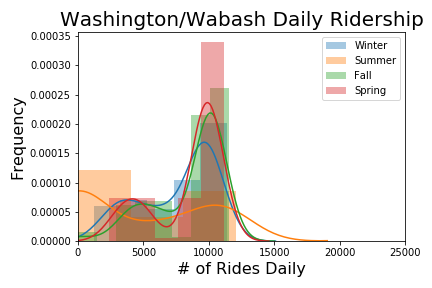 Washington/Wabash Daily Ridership
Frequency
0.00035
0.00030
0.00025
0.00020
0.00015
0.00010
0.00005
0.00000
Winter
Summer
Fall
Spring
0 5000 10000 15000 20000 25000
# of Rides Daily